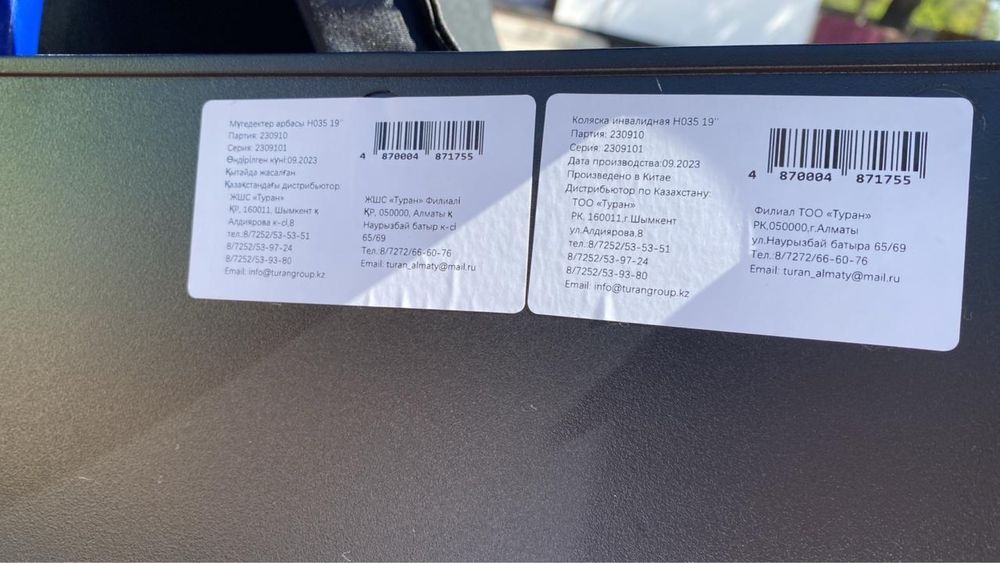 Мүгедектер арбасы Н035 19''
Партия: 230910
Серия: 2309101
Өндірілген күні:09.2023
Қытайда жасалған
Қазақстандағы дистрибьютор:
ЖШС «Туран»
ҚР, 160011, Шымкент қ
Алдиярова к-сі,8
тел.:8/7252/53-53-51
8/7252/53-97-24
8/7252/53-93-80
Email: info@turangroup.kz
4 870004 871755
ЖШС «Туран» Филиалі
ҚР, 050000, Алматы қ
Наурызбай батыр к-сі
65/69
Тел.:8/7272/66-60-76
Email: turan_almaty@mail.ru
Коляска инвалидная Н035 19''
Партия: 230910
Серия: 2309101
Дата производства:09.2023
Произведено в Китае
Дистрибьютор по Казахстану:
ТОО «Туран»
РК, 160011,г.Шымкент
ул.Алдиярова,8
тел.:8/7252/53-53-51
8/7252/53-97-24
8/7252/53-93-80
Email: info@turangroup.kz
4 870004 871755
Филиал ТОО «Туран»
РК,050000,г.Алматы
ул.Наурызбай батыра 65/69
Тел.:8/7272/66-60-76
Email: turan_almaty@mail.ru